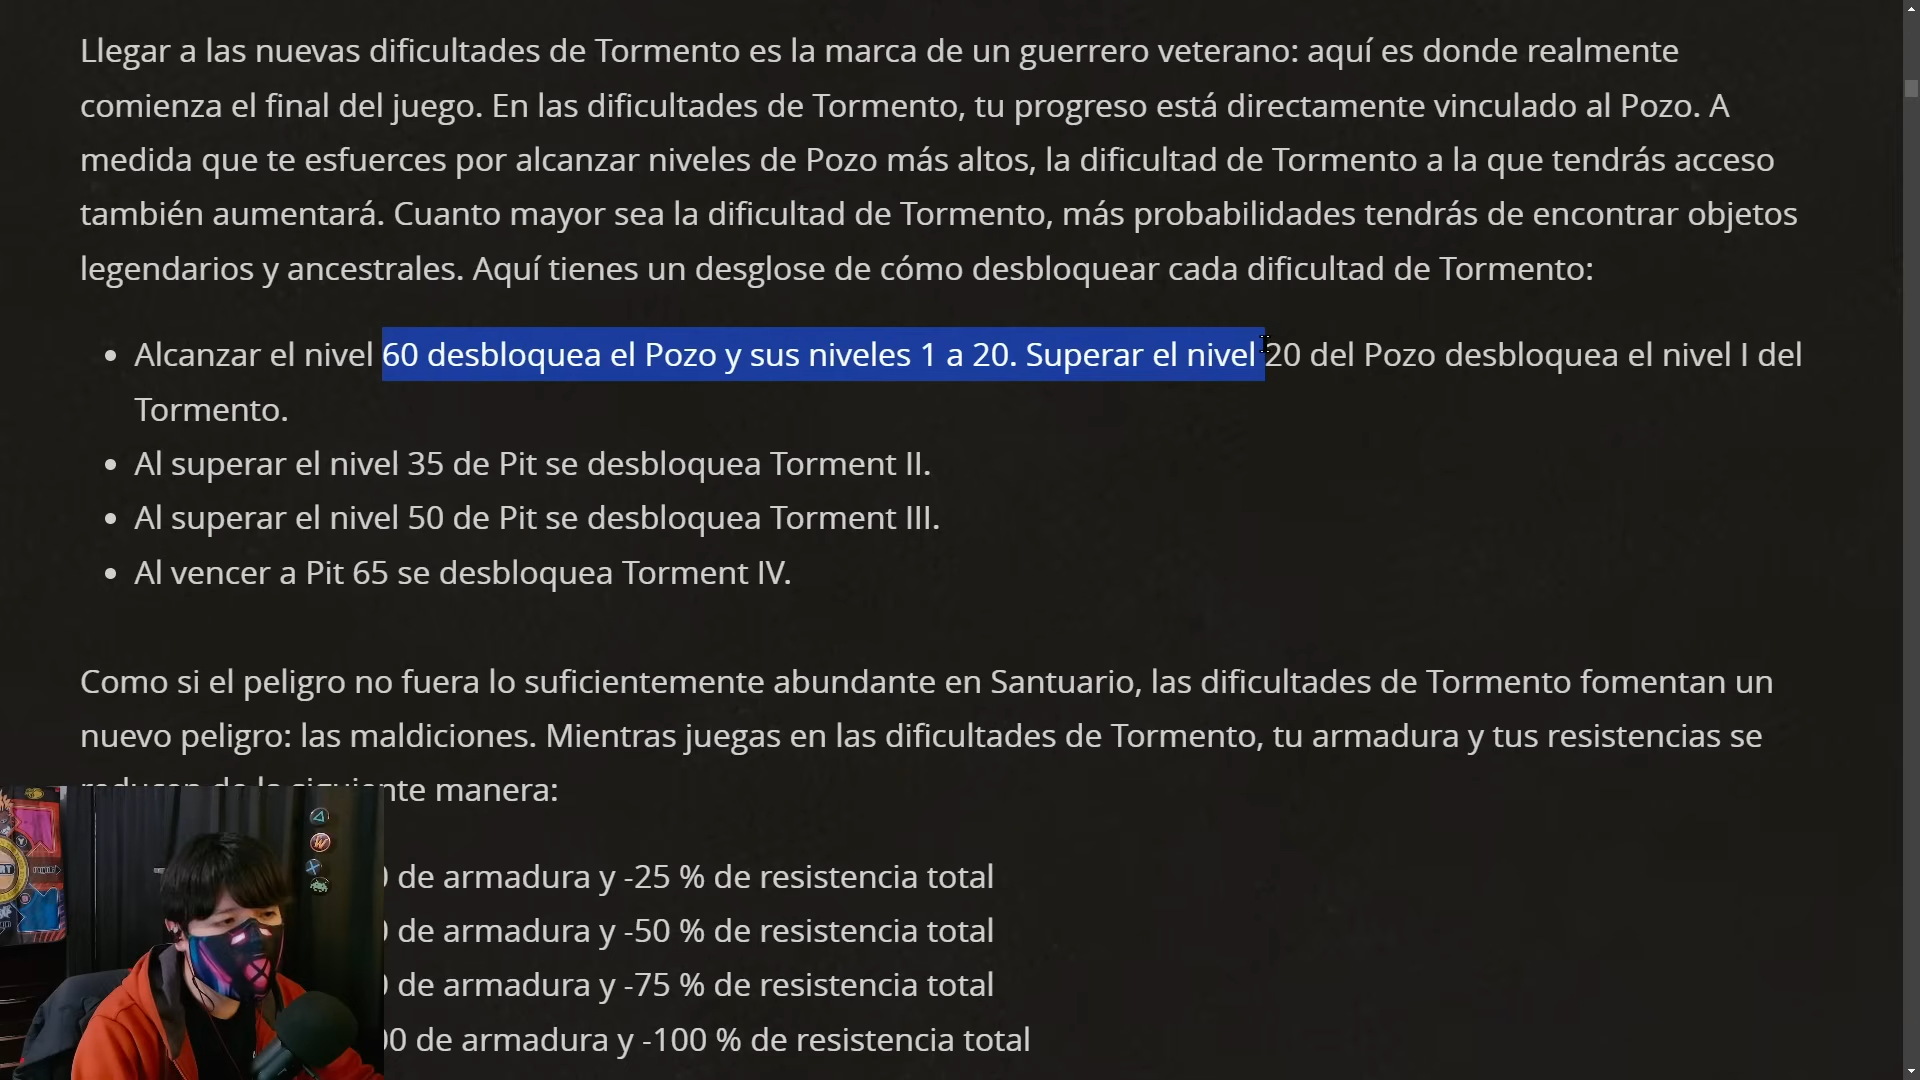 Llegar a las nuevas dificultades de Tormento es la marca de un guerrero veterano: aquí es donde realmente
comienza el final del juego. En las dificultades de Tormento, tu progreso está directamente vinculado al Pozo. A
medida que te esfuerces por alcanzar niveles de Pozo más altos, la dificultad de Tormento a la que tendrás acceso
también aumentará. Cuanto mayor sea la dificultad de Tormento, más probabilidades tendrás de encontrar objetos
legendarios y ancestrales. Aquí tienes un desglose de cómo desbloquear cada dificultad de Tormento:
• Alcanzar el nivel 60 desbloquea el Pozo y sus niveles 1 a 20. Superar el nivel 20 del Pozo desbloquea el nivel I del
Tormento.
• Al superar el nivel 35 de Pit se desbloquea Torment II.
• Al superar el nivel 50 de Pit se desbloquea Torment III.
• Al vencer a Pit 65 se desbloquea Torment IV.
Como si el peligro no fuera lo suficientemente abundante en Santuario, las dificultades de Tormento fomentan un
nuevo peligro: las maldiciones. Mientras juegas en las dificultades de Tormento, tu armadura y tus resistencias se
reducen de la siguiente manera:
de armadura y -25 % de resistencia total
de armadura y -50 % de resistencia total
de armadura y -75 % de resistencia total
de armadura y -100 % de resistencia total